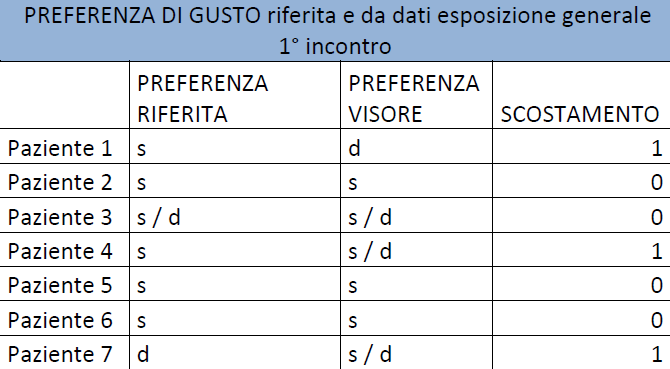 PREFERENZA DI GUSTO riferita e da dati esposizione generale
1° incontro
PREFERENZA RIFERITA PREFERENZA VISORE SCOSTAMENTO
Paziente 1 s d 1
Paziente 2 s s 0
Paziente 3 s / d s / d 0
Paziente 4 s s / d 1
Paziente 5 s s 0
Paziente 6 s s 0
Paziente 7 d s / d 1